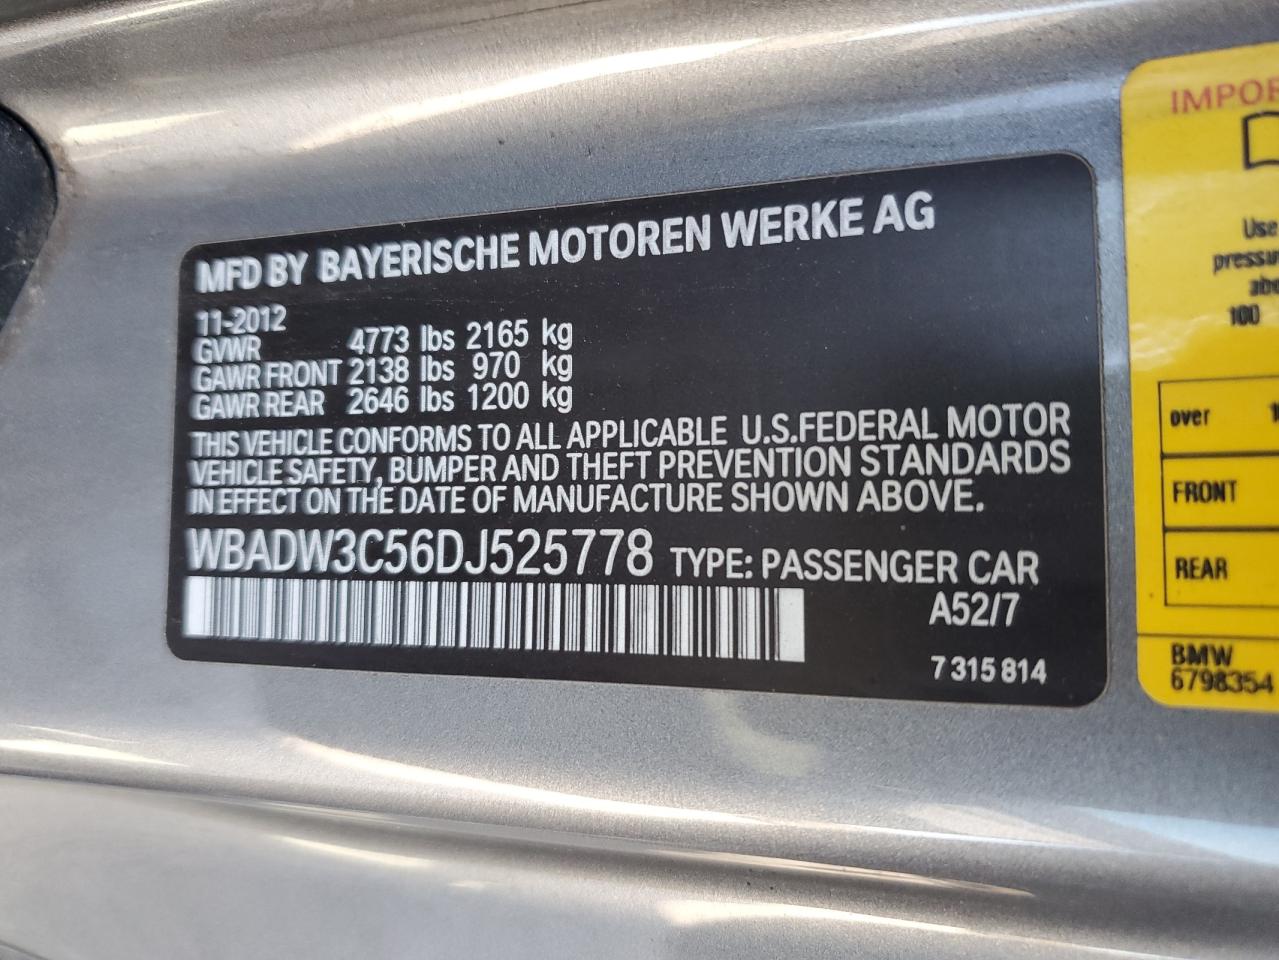 MFD BY BAYERISCHE MOTOREN WERKE AG
11-2012
GVWR 4773 lbs 2165 kg
GAWR FRONT 2138 lbs 970 kg
GAWR REAR 2646 lbs 1200 kg
THIS VEHICLE CONFORMS TO ALL APPLICABLE U.S.FEDERAL MOTOR
VEHICLE SAFETY, BUMPER AND THEFT PREVENTION STANDARDS
IN EFFECT ON THE DATE OF MANUFACTURE SHOWN ABOVE.
WBADW3C56DJ525778 TYPE: PASSENGER CAR
A52/7
7 315 814
Use
100
over
FRONT
REAR
BMW
6798354